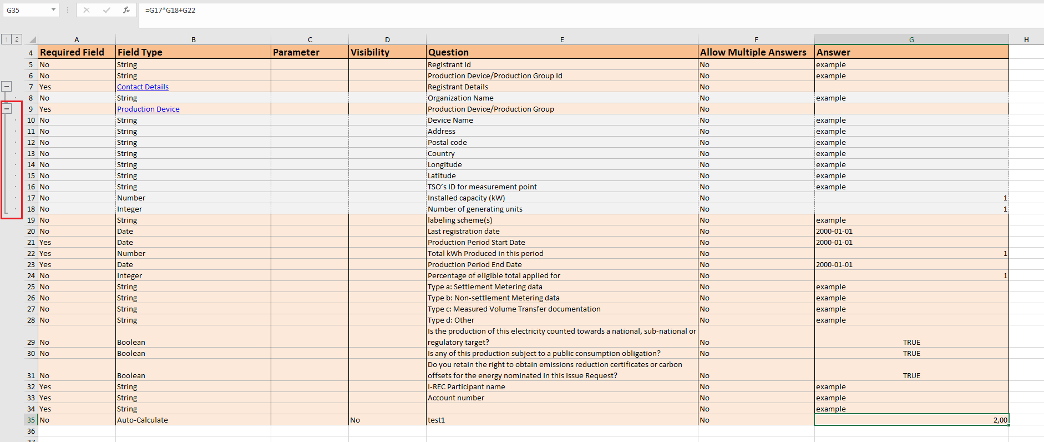 G35 =G17*G18+G22
1 2 A B C D E F G H
4 Required Field Field Type Parameter Visibility Question Allow Multiple Answers Answer
5 No String Registrant Id No example
6 No String Production Device/Production Group Id No example
7 Yes Contact Details Registrant Details No
8 No String Organization Name No example
9 Yes Production Device Production Device/Production Group No
10 No String Device Name No example
11 No String Address No example
12 No String Postal code No example
13 No String Country No example
14 No String Longitude No example
15 No String Latitude No example
16 No String TSO's ID for measurement point No example
17 No Number Installed capacity (kW) No 1
18 No Integer Number of generating units No 1
19 No String labeling scheme(s) No example
20 No Date Last registration date No 2000-01-01
21 Yes Date Production Period Start Date No 2000-01-01
22 Yes Number Total kWh Produced in this period No 1
23 Yes Date Production Period End Date No 2000-01-01
24 No Integer Percentage of eligible total applied for No 1
25 No String Type a: Settlement Metering data No example
26 No String Type b: Non-settlement Metering data No example
27 No String Type c: Measured Volume Transfer documentation No example
28 No String Type d: Other No example
Is the production of this electricity counted towards a national, sub-national or
29 No Boolean regulatory target? No TRUE
30 No Boolean Is any of this production subject to a public consumption obligation? No TRUE
Do you retain the right to obtain emissions reduction certificates or carbon
31 No Boolean offsets for the energy nominated in this Issue Request? No TRUE
32 Yes String I-REC Participant name No example
33 Yes String Account number No example
34 Yes String No example
35 No Auto-Calculate No test1 No 2,00
36